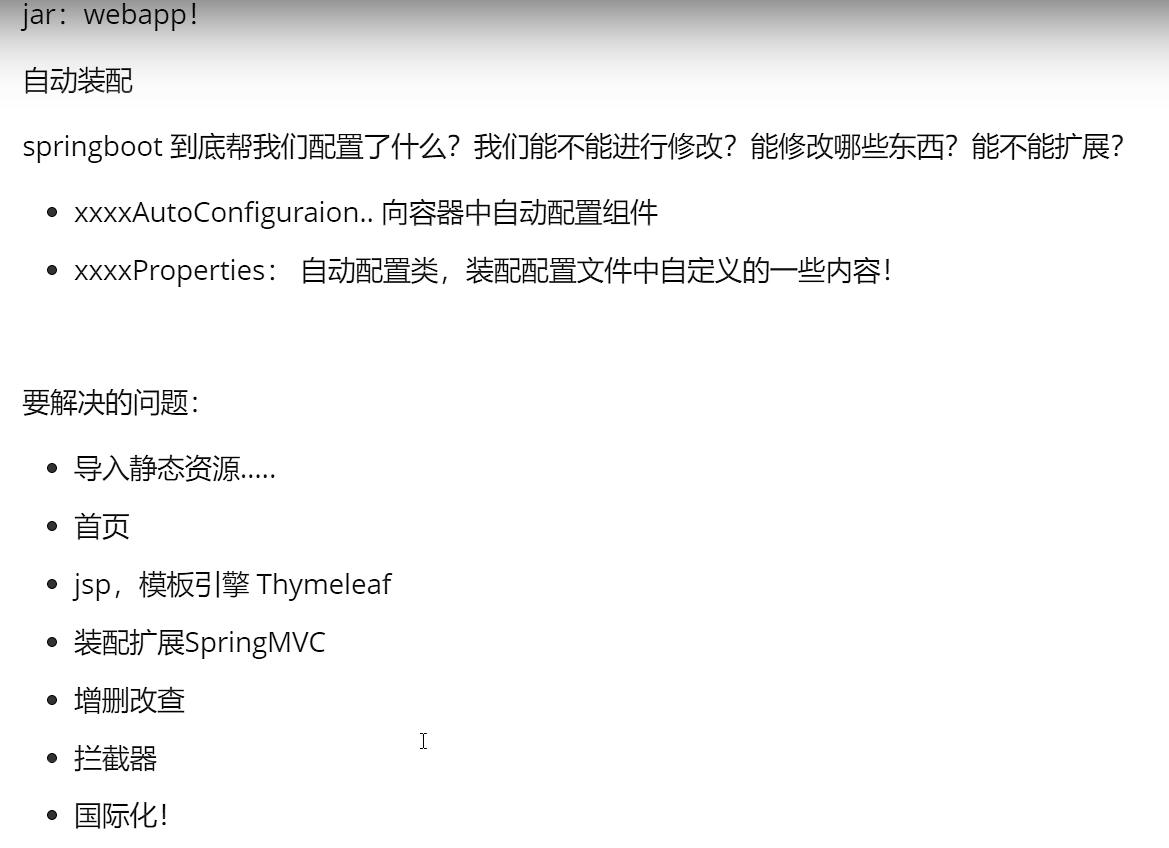 jar：webapp！
自动装配
springboot 到底帮我们配置了什么？我们能不能进行修改？能修改哪些东西？能不能扩展？
xxxxAutoConfiguraion.. 向容器中自动配置组件
xxxxProperties： 自动配置类，装配配置文件中自定义的一些内容！
要解决的问题：
导入静态资源.....
首页
jsp，模板引擎 Thymeleaf
装配扩展SpringMVC
增删改查
拦截器
国际化！